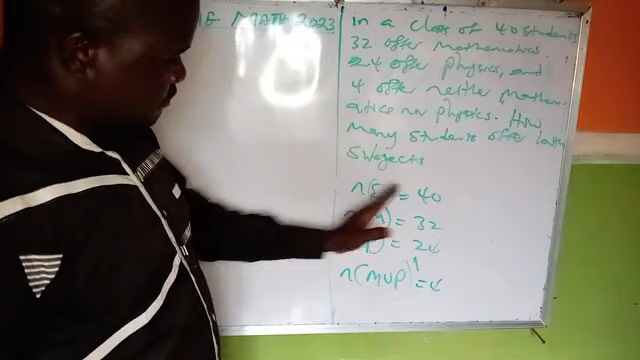 MATH 2023
In a class of 40 students
32 offer mathematics
24 offer physics, and
4 offer neither mathem-
atics nor physics. How
many students offer both
subjects
n(S = 40
) = 32
) = 24
n(MUP)' = 4